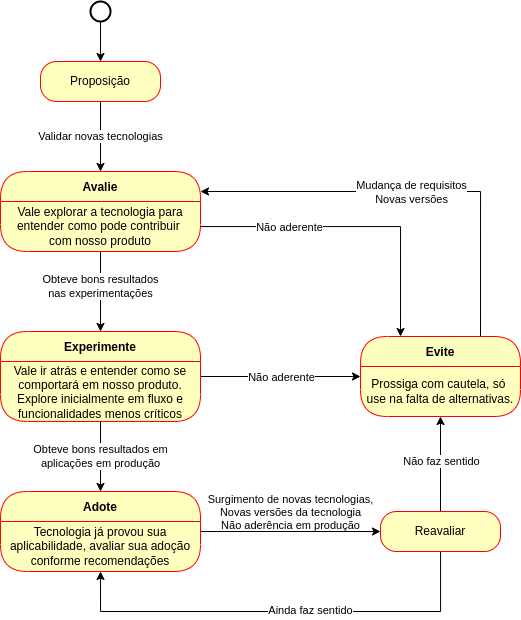 Proposição
Validar novas tecnologias
Avalie
Vale explorar a tecnologia para
entender como pode contribuir
com nosso produto
Mudança de requisitos
Novas versões
Não aderente
Obteve bons resultados
nas experimentações
Experimente
Vale ir atrás e entender como se
comportará em nosso produto.
Explore inicialmente em fluxo e
funcionalidades menos críticos
Não aderente
Evite
Prossiga com cautela, só
use na falta de alternativas.
Obteve bons resultados em
aplicações em produção
Não faz sentido
Adote
Tecnologia já provou sua
aplicabilidade, avaliar sua adoção
conforme recomendações
Surgimento de novas tecnologias,
Novas versões da tecnologia
Não aderência em produção
Reavaliar
Ainda faz sentido